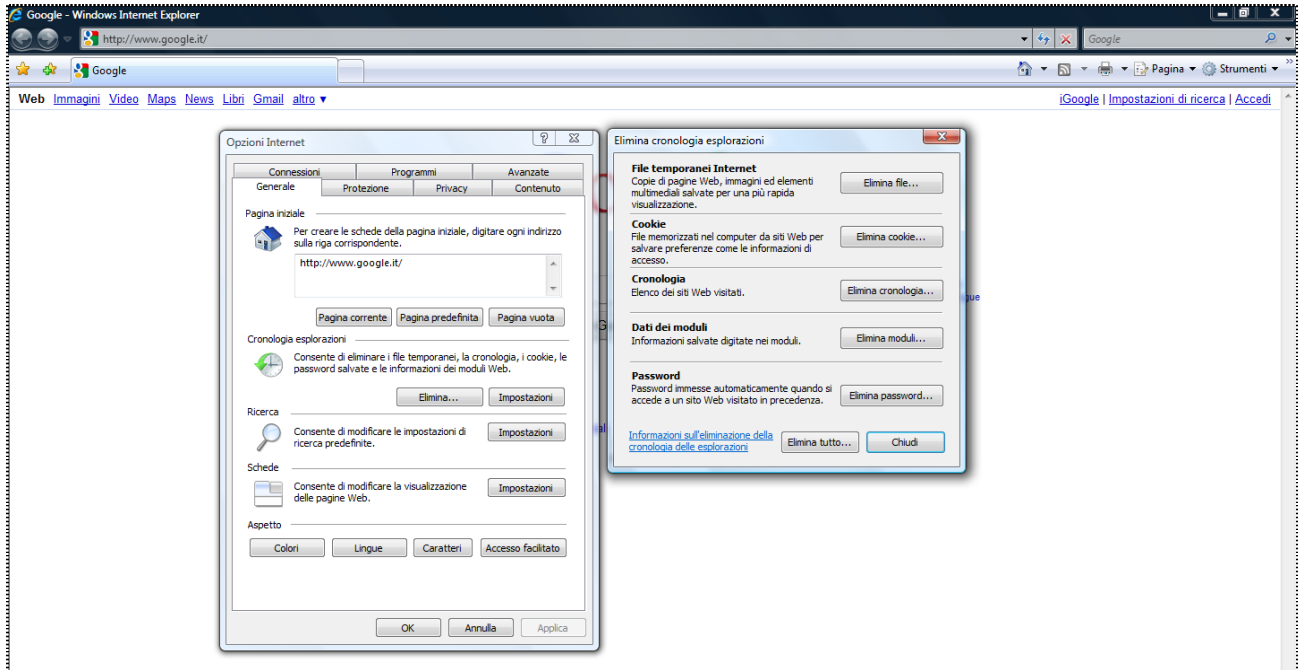 Google - Windows Internet Explorer
http://www.google.it/
Google
Google
Pagina
Strumenti
»
Web Immagini Video Maps News Libri Gmail altro ▼
iGoogle | Impostazioni di ricerca | Accedi
Opzioni Internet
Connessioni Programmi Avanzate
Generale Protezione Privacy Contenuto
Pagina iniziale
Per creare le schede della pagina iniziale, digitare ogni indirizzo
sulla riga corrispondente.
http://www.google.it/
Pagina corrente Pagina predefinita Pagina vuota
Cronologia esplorazioni
Consente di eliminare i file temporanei, la cronologia, i cookie, le
password salvate e le informazioni dei moduli Web.
Elimina... Impostazioni
Ricerca
Consente di modificare le impostazioni di
ricerca predefinite.
Impostazioni
Schede
Consente di modificare la visualizzazione
delle pagine Web.
Impostazioni
Aspetto
Colori Lingue Caratteri Accesso facilitato
OK Annulla Applica
Elimina cronologia esplorazioni
File temporanei Internet
Copie di pagine Web, immagini ed elementi
multimediali salvate per una più rapida
visualizzazione.
Elimina file...
Cookie
File memorizzati nel computer da siti Web per
salvare preferenze come le informazioni di
accesso.
Elimina cookie...
Cronologia
Elenco dei siti Web visitati.
Elimina cronologia...
Dati dei moduli
Informazioni salvate digitate nei moduli.
Elimina moduli...
Password
Password immesse automaticamente quando si
accede a un sito Web visitato in precedenza.
Elimina password...
Informazioni sull'eliminazione della
cronologia delle esplorazioni
Elimina tutto... Chiudi